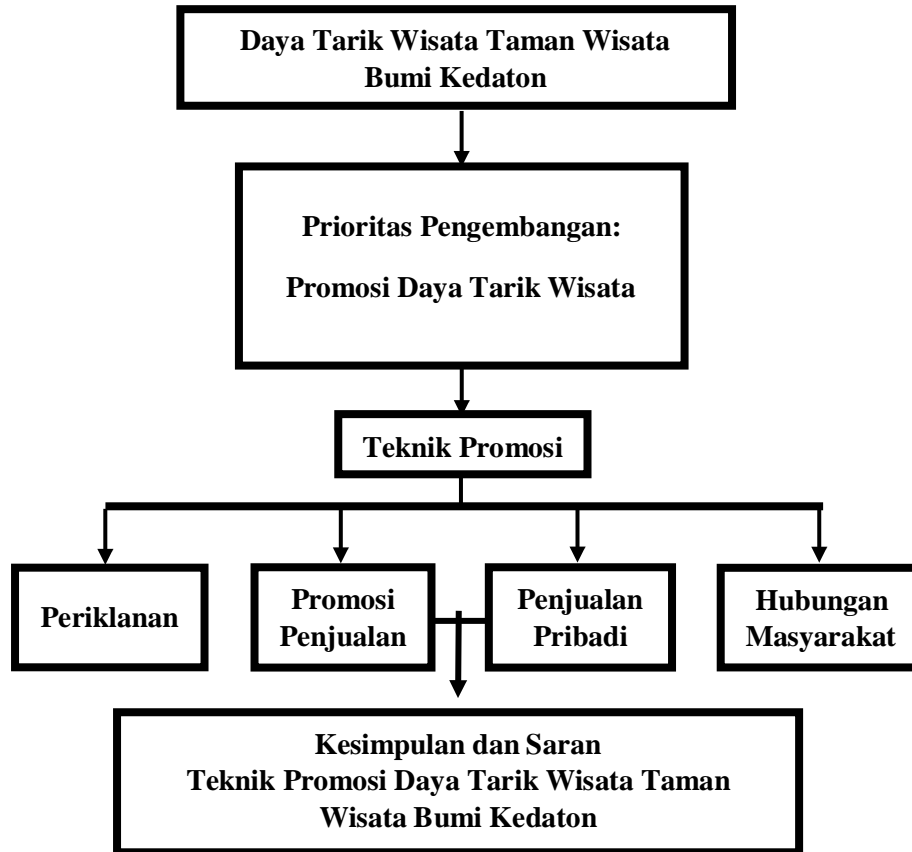 Daya Tarik Wisata Taman Wisata
Bumi Kedaton
Prioritas Pengembangan:
Promosi Daya Tarik Wisata
Teknik Promosi
Periklanan
Promosi
Penjualan
Penjualan
Pribadi
Hubungan
Masyarakat
Kesimpulan dan Saran
Teknik Promosi Daya Tarik Wisata Taman
Wisata Bumi Kedaton